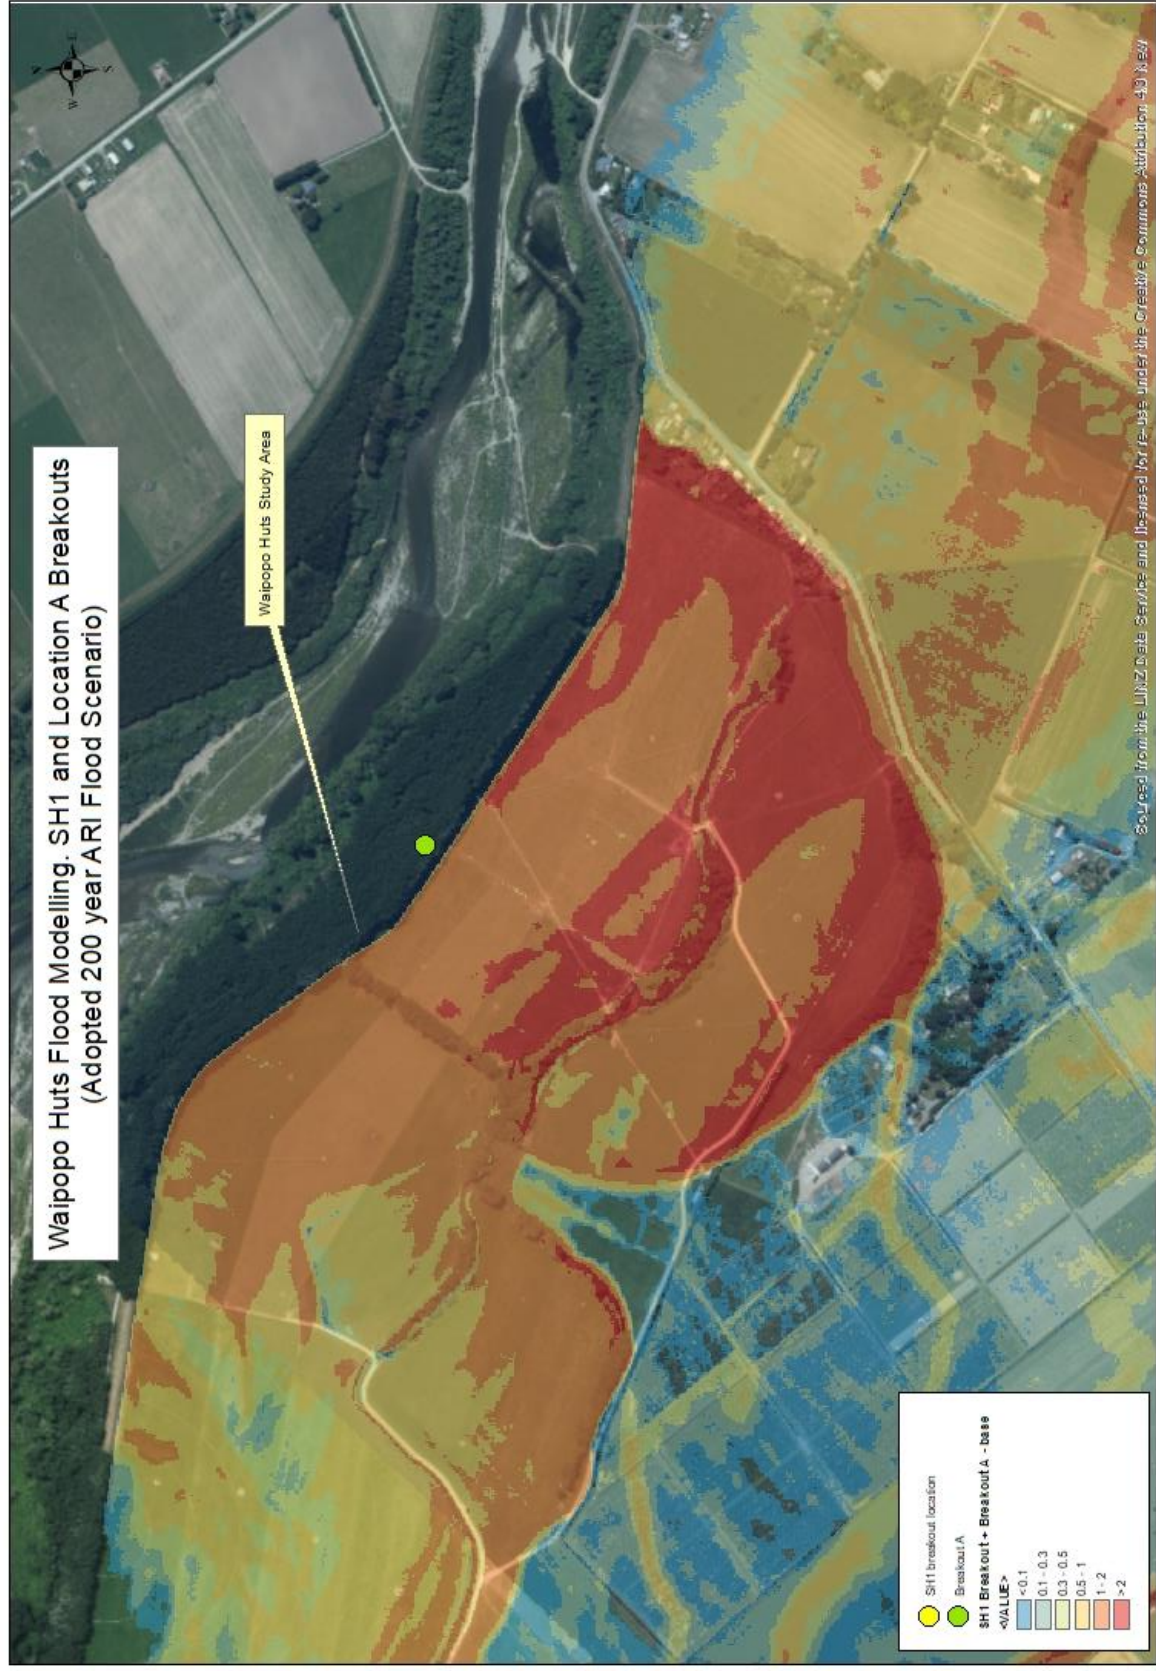 Waipopo Huts Flood Modelling. SH1 and Location A Breakouts
(Adopted 200 year ARI Flood Scenario)
N
E
S
W
Waipopo Huts Study Area
SH1 breakout location
Breakout A
SH1 Breakout + Breakout A - base
<VALUE>
< 0.1
0.1 - 0.3
0.3 - 0.5
0.5 - 1
1 - 2
> 2
Sourced from the LINZ Data Service and licensed for re-use under the Creative Commons Attribution 4.0 New